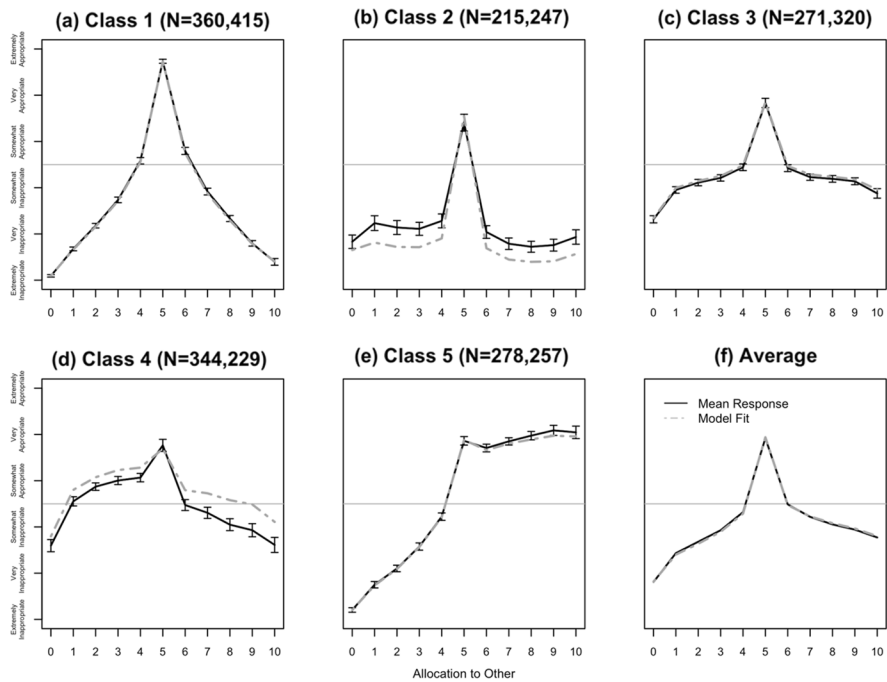 (a) Class 1 (N=360,415)
(b) Class 2 (N=215,247)
(c) Class 3 (N=271,320)
Extremely
Appropriate
Very
Appropriate
Somewhat
Appropriate
Somewhat
Inappropriate
Very
Inappropriate
Extremely
Inappropriate
0 1 2 3 4 5 6 7 8 9 10
0 1 2 3 4 5 6 7 8 9 10
0 1 2 3 4 5 6 7 8 9 10
(d) Class 4 (N=344,229)
(e) Class 5 (N=278,257)
(f) Average
Extremely
Appropriate
Very
Appropriate
Somewhat
Appropriate
Somewhat
Inappropriate
Very
Inappropriate
Extremely
Inappropriate
Mean Response
Model Fit
0 1 2 3 4 5 6 7 8 9 10
0 1 2 3 4 5 6 7 8 9 10
0 1 2 3 4 5 6 7 8 9 10
Allocation to Other